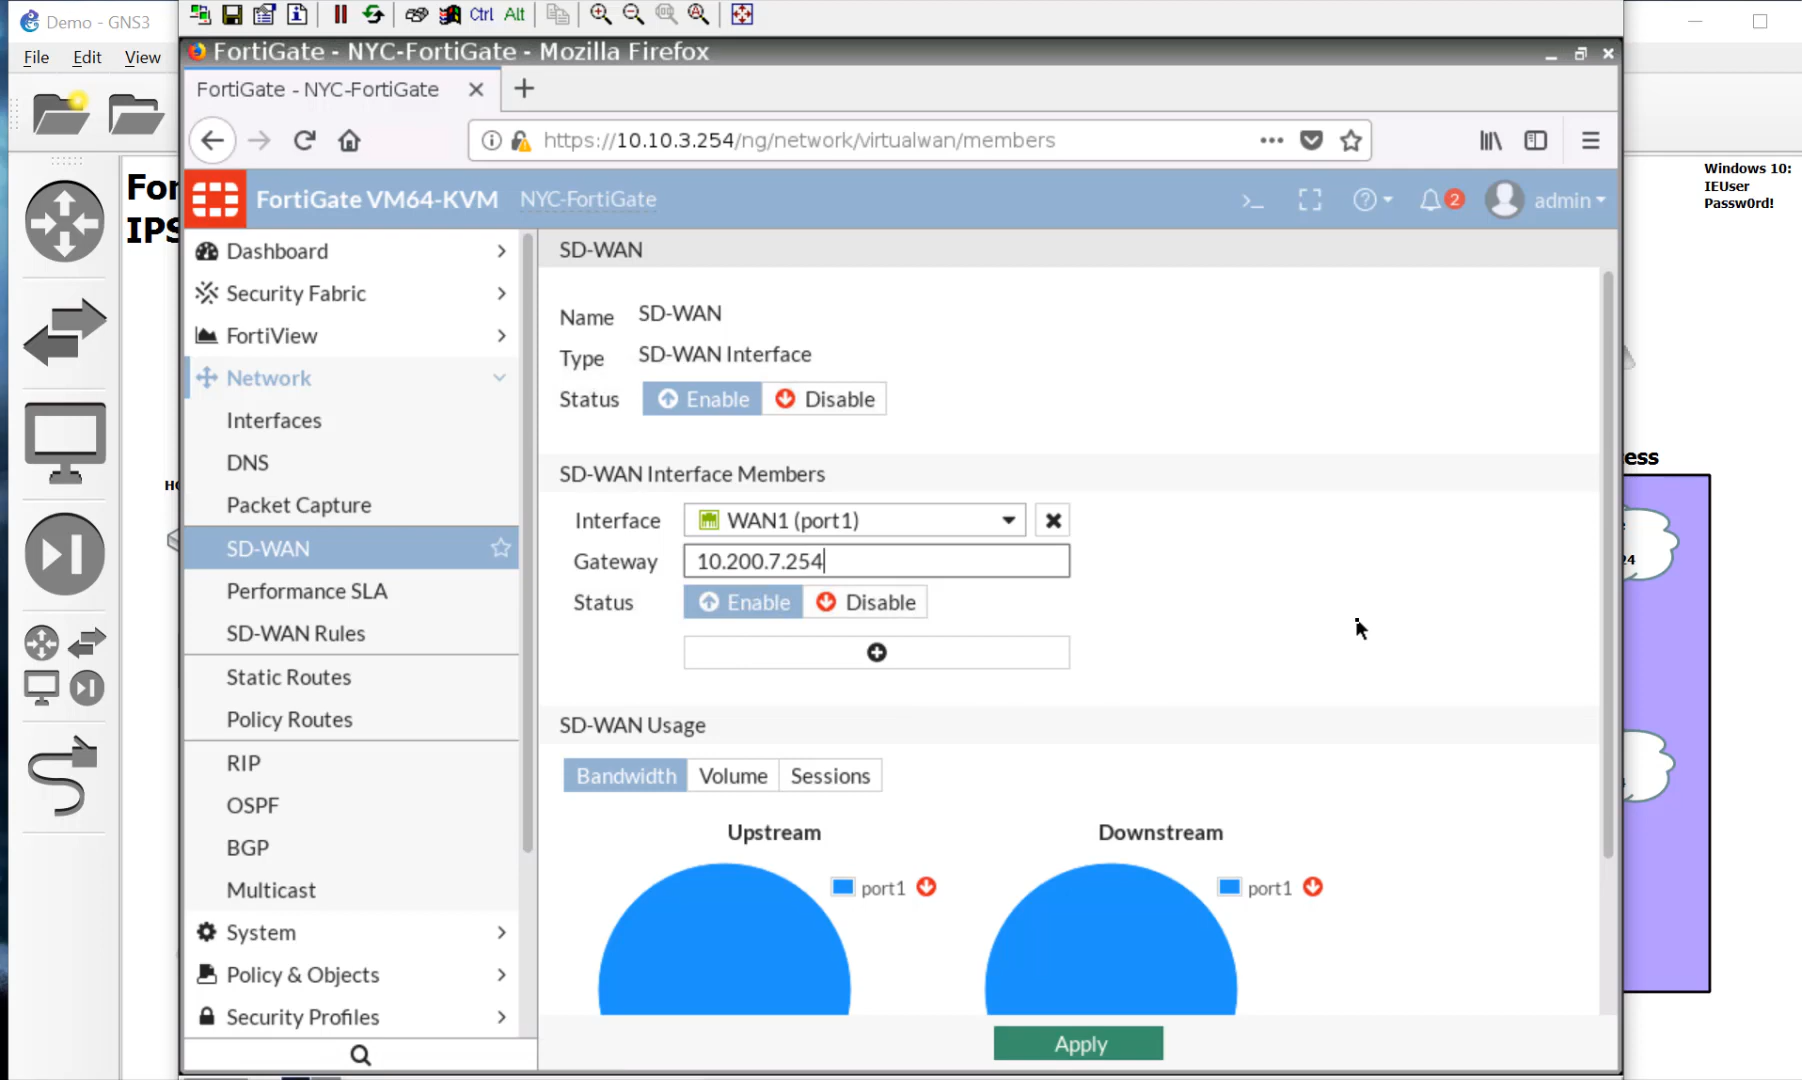 Demo - GNS3
File Edit View
Ctrl Alt
FortiGate - NYC-FortiGate - Mozilla Firefox
FortiGate - NYC-FortiGate
https://10.10.3.254/ng/network/virtualwan/members
Windows 10:
IEUser
Passw0rd!
For
IPS
FortiGate VM64-KVM NYC-FortiGate
>_
2
admin
Dashboard
Security Fabric
FortiView
Network
Interfaces
DNS
Packet Capture
SD-WAN
Performance SLA
SD-WAN Rules
Static Routes
Policy Routes
RIP
OSPF
BGP
Multicast
System
Policy & Objects
Security Profiles
SD-WAN
Name SD-WAN
Type SD-WAN Interface
Status Enable Disable
SD-WAN Interface Members
Interface WAN1 (port1)
Gateway 10.200.7.254
Status Enable Disable
SD-WAN Usage
Bandwidth Volume Sessions
Upstream Downstream
port1 port1
Apply
ess
24